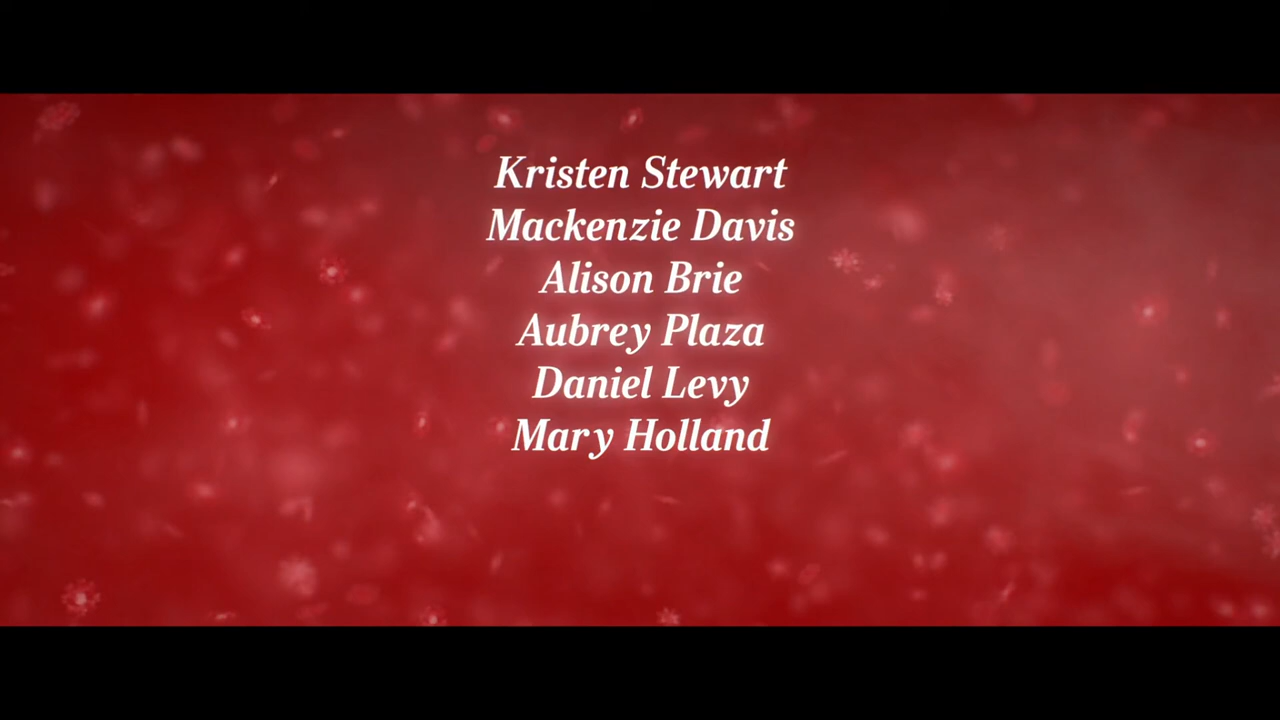 Kristen Stewart
Mackenzie Davis
Alison Brie
Aubrey Plaza
Daniel Levy
Mary Holland